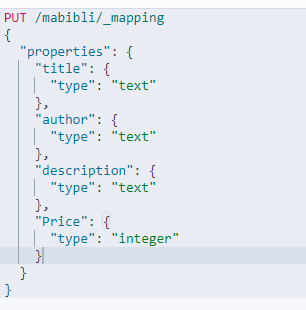 PUT /mabibli/_mapping
{
  "properties": {
    "title": {
      "type": "text"
    },
    "author": {
      "type": "text"
    },
    "description": {
      "type": "text"
    },
    "Price": {
      "type": "integer"
    }
  }
}